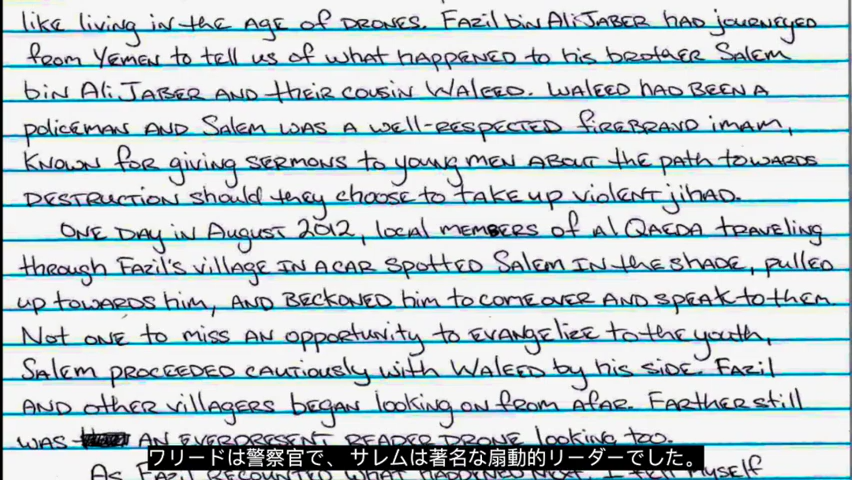 like living in the age of DRONES. Fazil bin Ali Jaber had journeyed
from Yemen to tell us of what happened to his brother Salem
bin Ali Jaber and their cousin Waleed. Waleed had been a
policeman and Salem was a well-respected firebrand imam,
known for giving sermons to young men about the path towards
destruction should they choose to take up violent jihad.
One day in August 2012, local members of al Qaeda traveling
through Fazil's village in a car spotted Salem in the shade, pulled
up towards him, and beckoned him to come over and speak to them.
Not one to miss an opportunity to evangelize to the youth,
Salem proceeded cautiously with Waleed by his side. Fazil
and other villagers began looking on from afar. Farther still
was an everpresent reaper drone looking too.
As Fazil recounted what happened next, I felt myself
ワリードは警察官で、 サレムは著名な扇動的リーダーでした。